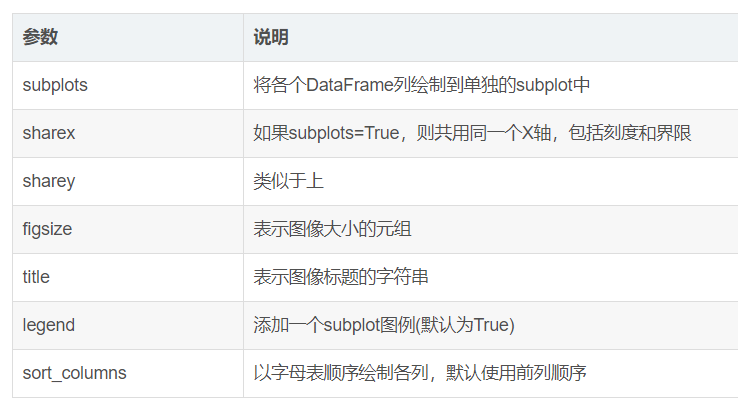 参数 说明
subplots 将各个DataFrame列绘制到单独的subplot中
sharex 如果subplots=True，则共用同一个X轴，包括刻度和界限
sharey 类似于上
figsize 表示图像大小的元组
title 表示图像标题的字符串
legend 添加一个subplot图例(默认为True)
sort_columns 以字母表顺序绘制各列，默认使用前列顺序